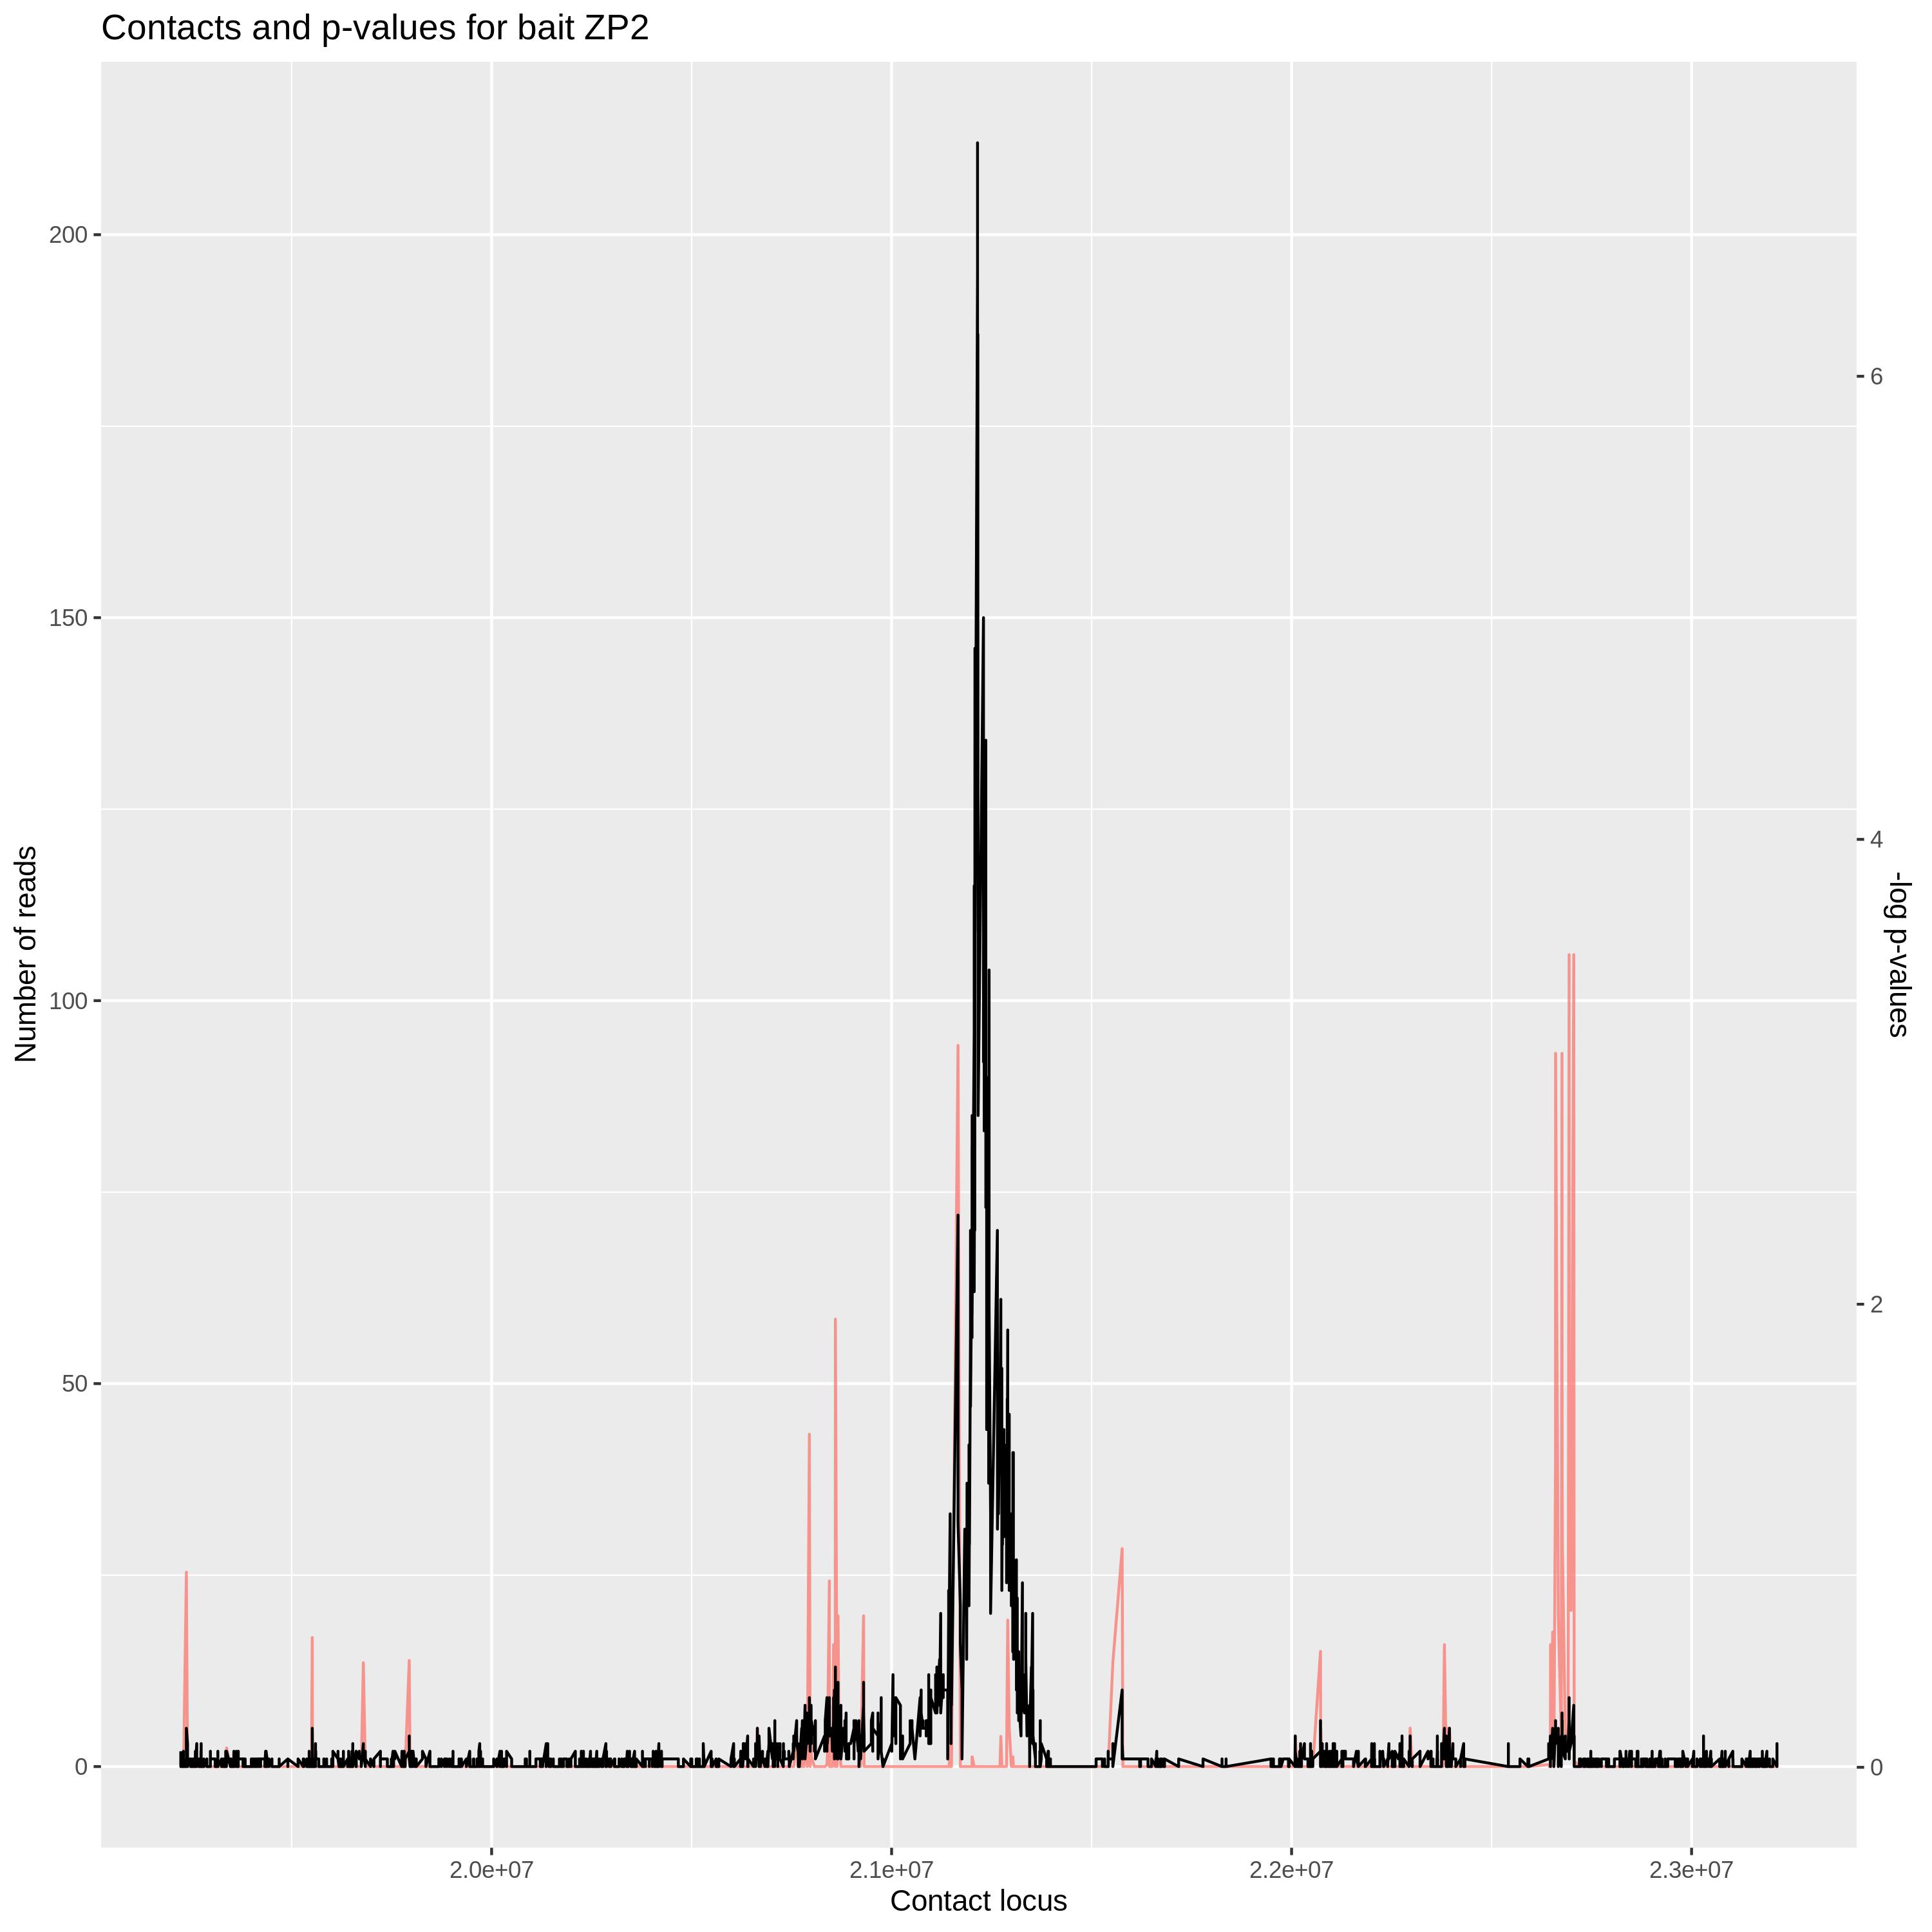 Contacts and p-values for bait ZP2
200
150
100
50
0
Number of reads
6
4
2
0
-log p-values
2.0e+07
2.1e+07
2.2e+07
2.3e+07
Contact locus